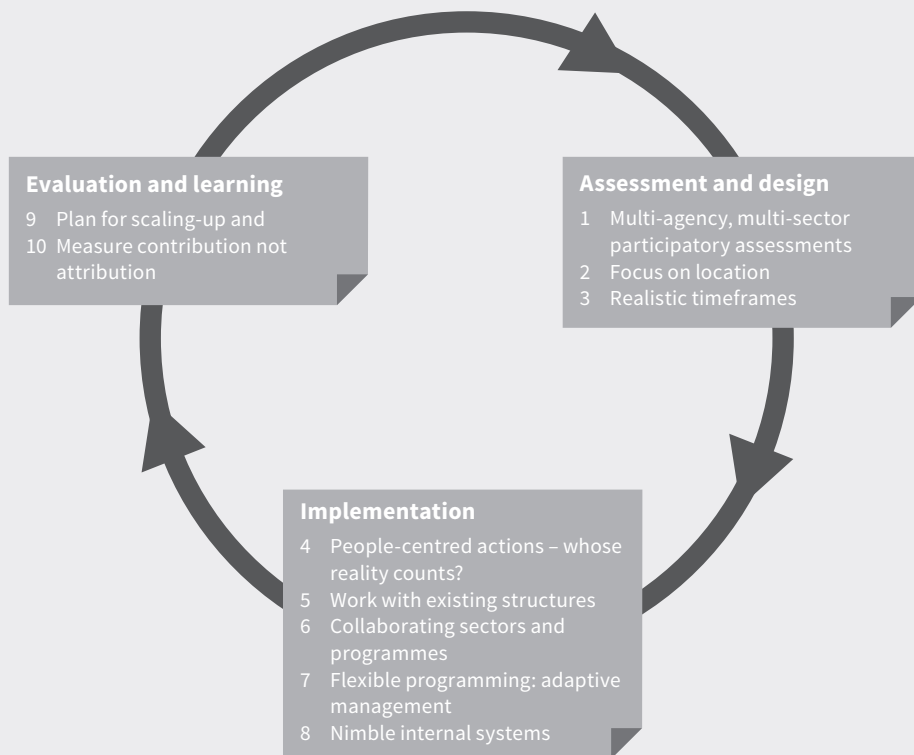 Evaluation and learning
9 Plan for scaling-up and
10 Measure contribution not
attribution
Assessment and design
1 Multi-agency, multi-sector
participatory assessments
2 Focus on location
3 Realistic timeframes
Implementation
4 People-centred actions – whose
reality counts?
5 Work with existing structures
6 Collaborating sectors and
programmes
7 Flexible programming: adaptive
management
8 Nimble internal systems